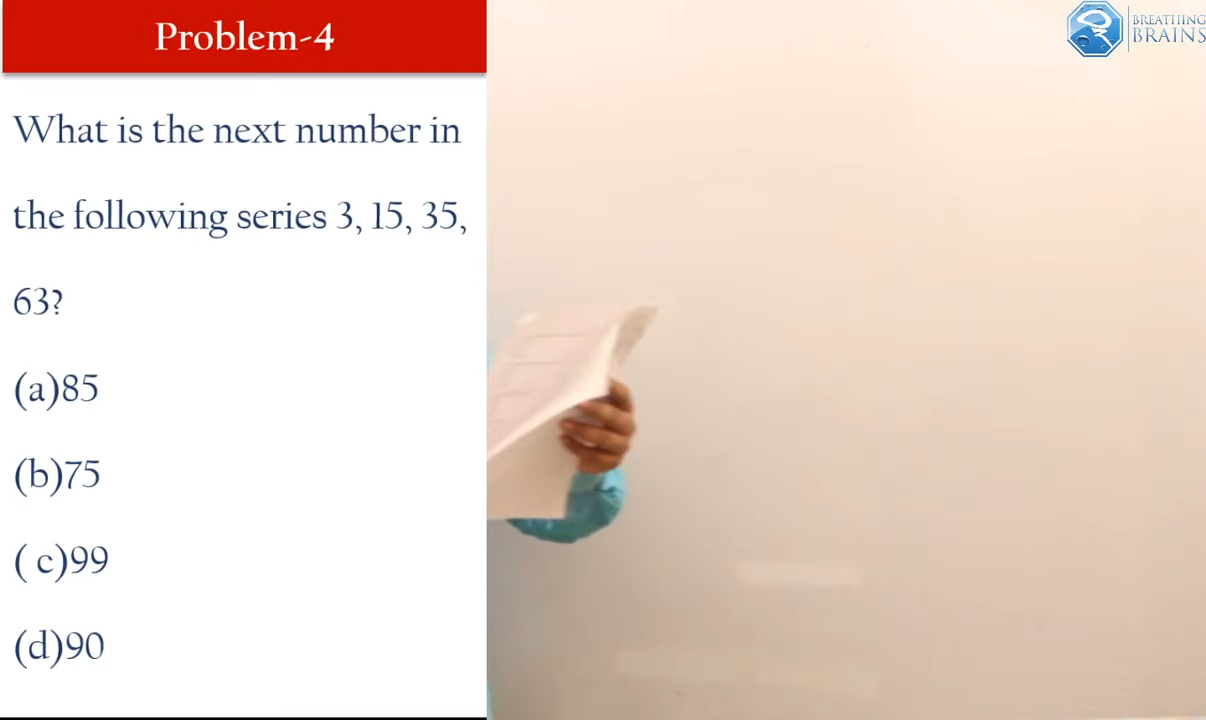 Problem-4
BREATHING
BRAINS
What is the next number in
the following series 3, 15, 35,
63?
(a)85
(b)75
( c)99
(d)90